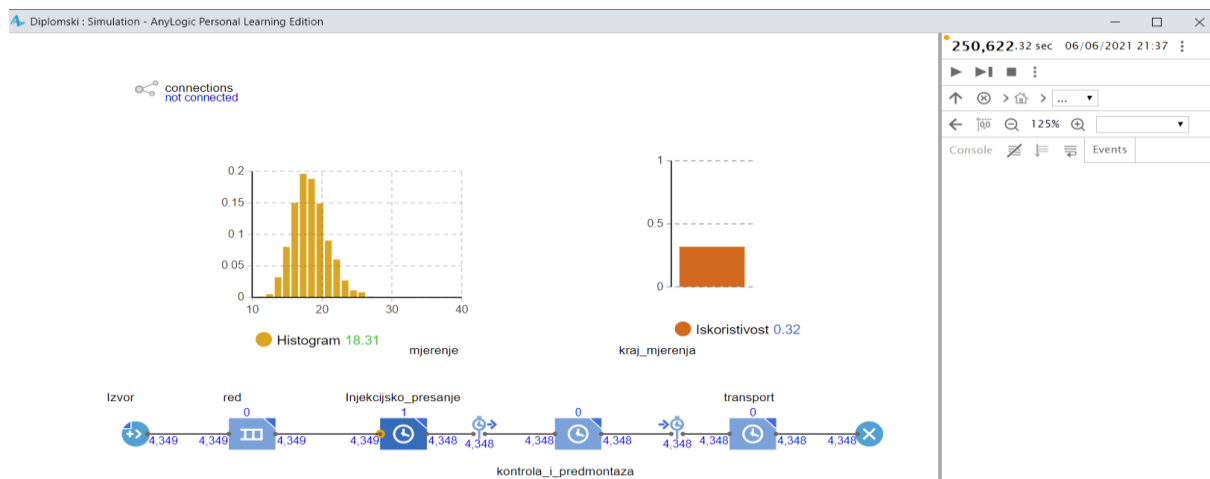 Diplomski : Simulation - AnyLogic Personal Learning Edition
250,622.32 sec 06/06/2021 21:37
connections
not connected
...
125%
Console Events
0.2
0.15
0.1
0.05
0
10 20 30 40
Histogram 18.31
1
0.5
0
Iskoristivost 0.32
mjerenje kraj_mjerenja
Izvor red Injekcijsko_presanje transport
0 1 0 0
4,349 4,349 4,349 4,349 4,348 4,348 4,348 4,348 4,348 4,348 4,348 4,348
kontrola_i_predmontaza